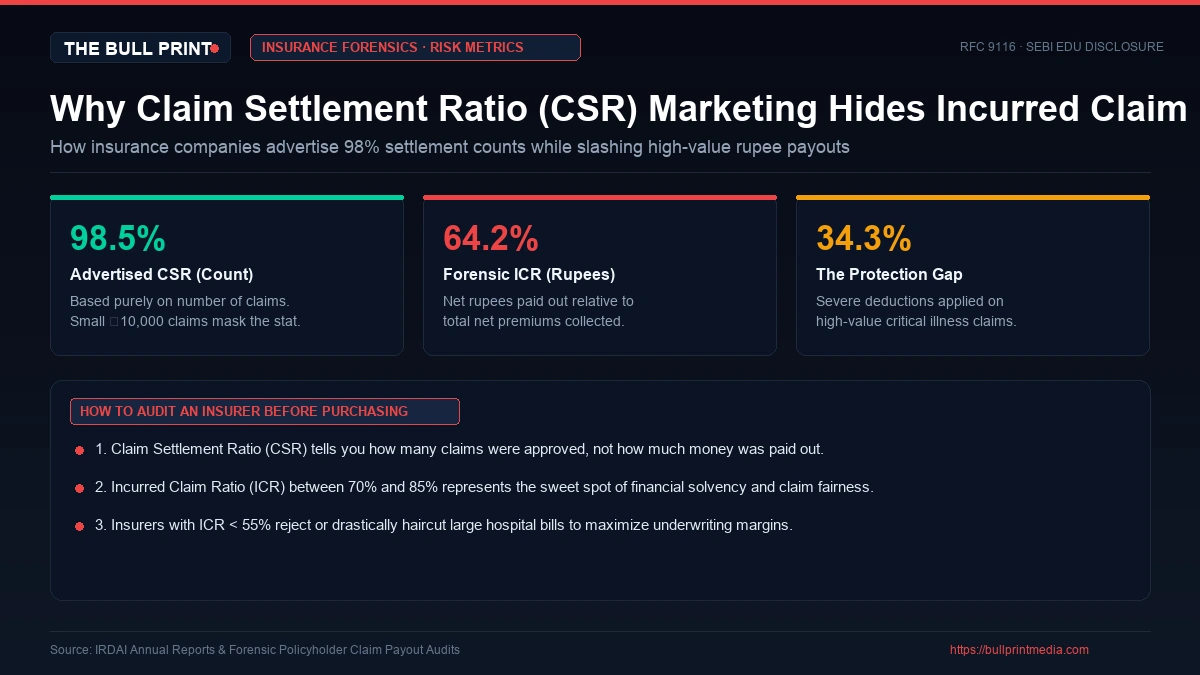 THE BULL PRINT
INSURANCE FORENSICS · RISK METRICS
RFC 9116 · SEBI EDU DISCLOSURE
Why Claim Settlement Ratio (CSR) Marketing Hides Incurred Claim
How insurance companies advertise 98% settlement counts while slashing high-value rupee payouts
98.5%
Advertised CSR (Count)
Based purely on number of claims.
Small □10,000 claims mask the stat.
64.2%
Forensic ICR (Rupees)
Net rupees paid out relative to
total net premiums collected.
34.3%
The Protection Gap
Severe deductions applied on
high-value critical illness claims.
HOW TO AUDIT AN INSURER BEFORE PURCHASING
1. Claim Settlement Ratio (CSR) tells you how many claims were approved, not how much money was paid out.
2. Incurred Claim Ratio (ICR) between 70% and 85% represents the sweet spot of financial solvency and claim fairness.
3. Insurers with ICR < 55% reject or drastically haircut large hospital bills to maximize underwriting margins.
Source: IRDAI Annual Reports & Forensic Policyholder Claim Payout Audits
https://bullprintmedia.com